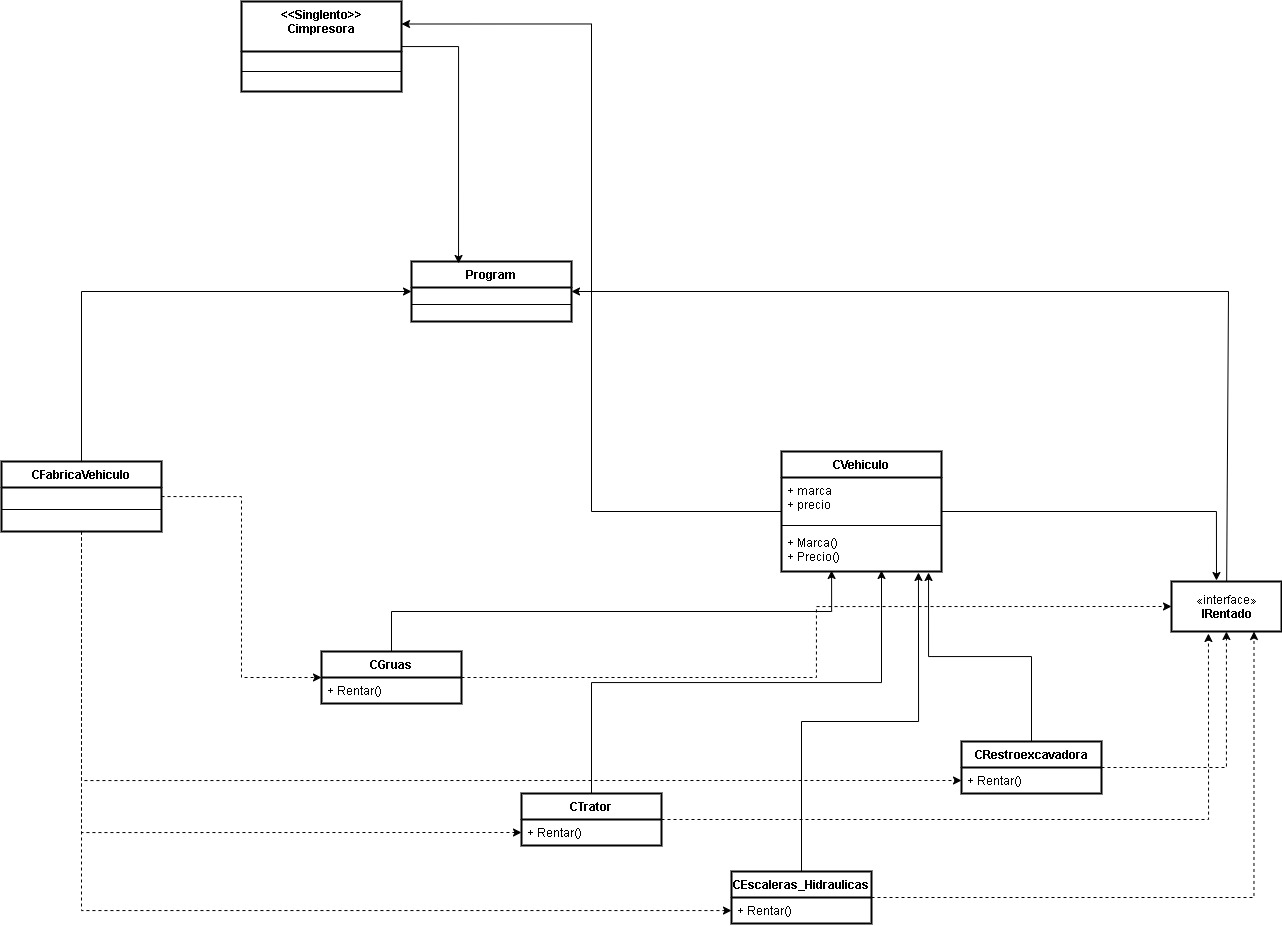 <<Singlento>>
Cimpresora
Program
CFabricaVehiculo
CVehiculo
+ marca
+ precio
+ Marca()
+ Precio()
«interface»
IRentado
CGruas
+ Rentar()
CRestroexcavadora
+ Rentar()
CTrator
+ Rentar()
CEscaleras_Hidraulicas
+ Rentar()